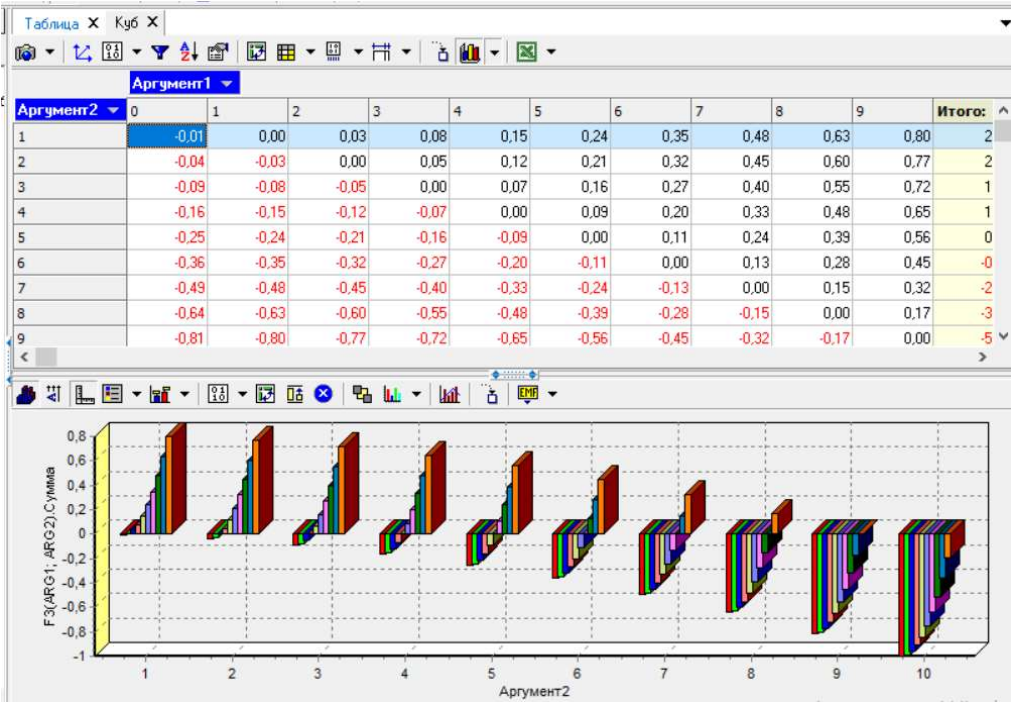 Таблица X Куб X
Аргумент1
Аргумент2 0 1 2 3 4 5 6 7 8 9 Итого:
1 -0,01 0,00 0,03 0,08 0,15 0,24 0,35 0,48 0,63 0,80 2
2 -0,04 -0,03 0,00 0,05 0,12 0,21 0,32 0,45 0,60 0,77 2
3 -0,09 -0,08 -0,05 0,00 0,07 0,16 0,27 0,40 0,55 0,72 1
4 -0,16 -0,15 -0,12 -0,07 0,00 0,09 0,20 0,33 0,48 0,65 1
5 -0,25 -0,24 -0,21 -0,16 -0,09 0,00 0,11 0,24 0,39 0,56 0
6 -0,36 -0,35 -0,32 -0,27 -0,20 -0,11 0,00 0,13 0,28 0,45 -0
7 -0,49 -0,48 -0,45 -0,40 -0,33 -0,24 -0,13 0,00 0,15 0,32 -2
8 -0,64 -0,63 -0,60 -0,55 -0,48 -0,39 -0,28 -0,15 0,00 0,17 -3
9 -0,81 -0,80 -0,77 -0,72 -0,65 -0,56 -0,45 -0,32 -0,17 0,00 -5
EMF
F3(ARG1; ARG2),Сумма
0,8
0,6
0,4
0,2
0
-0,2
-0,4
-0,6
-0,8
-1
1 2 3 4 5 6 7 8 9 10
Аргумент2